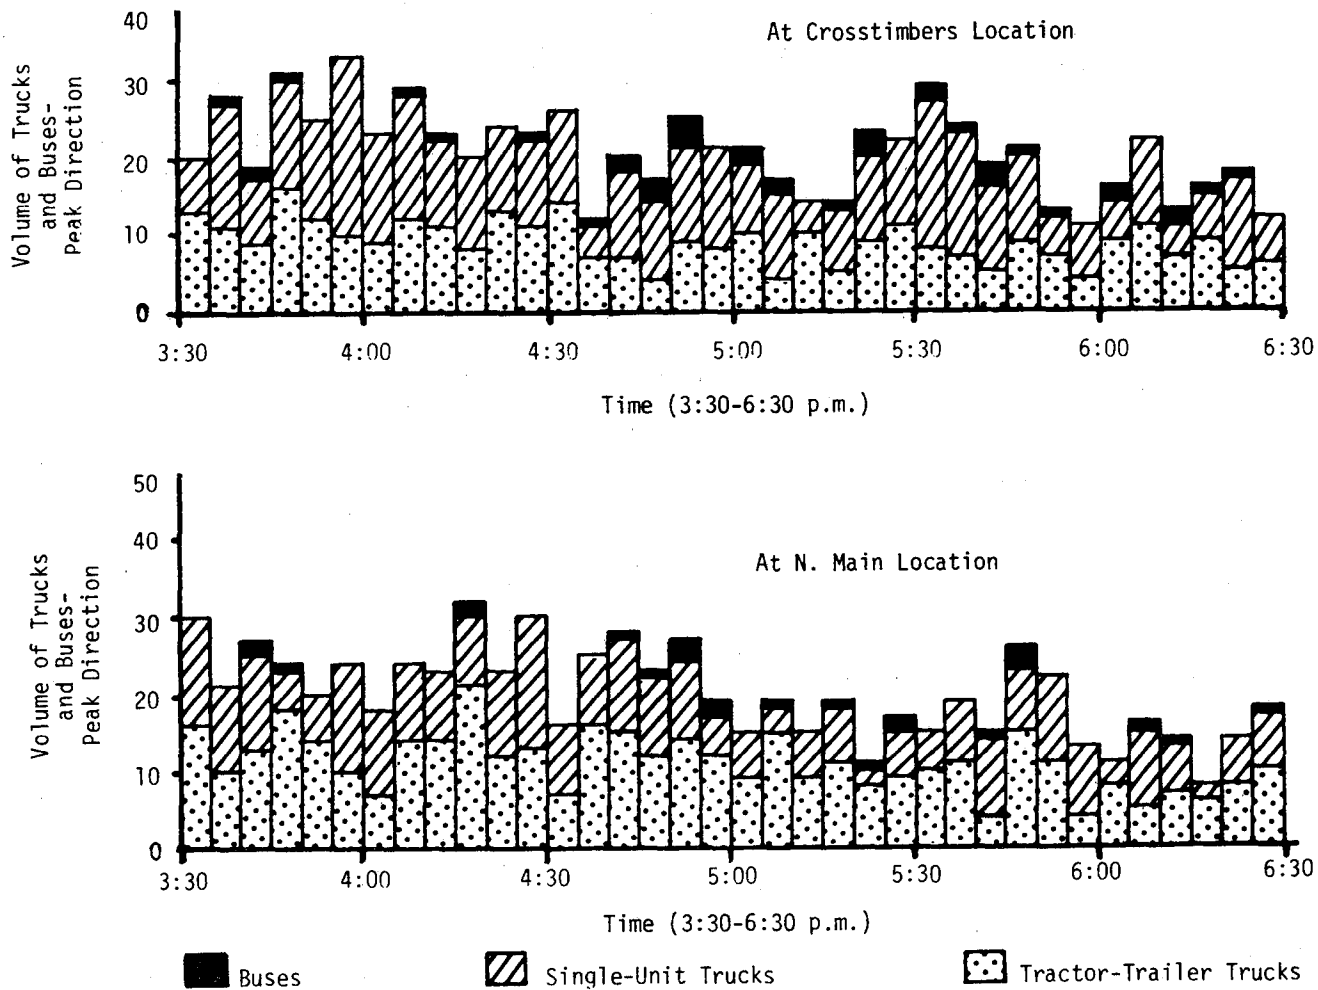 At Crosstimbers Location
Volume of Trucks
and Buses-
Peak Direction
40
30
20
10
0
3:30 4:00 4:30 5:00 5:30 6:00 6:30
Time (3:30-6:30 p.m.)
At N. Main Location
Volume of Trucks
and Buses-
Peak Direction
50
40
30
20
10
0
3:30 4:00 4:30 5:00 5:30 6:00 6:30
Time (3:30-6:30 p.m.)
Buses Single-Unit Trucks Tractor-Trailer Trucks